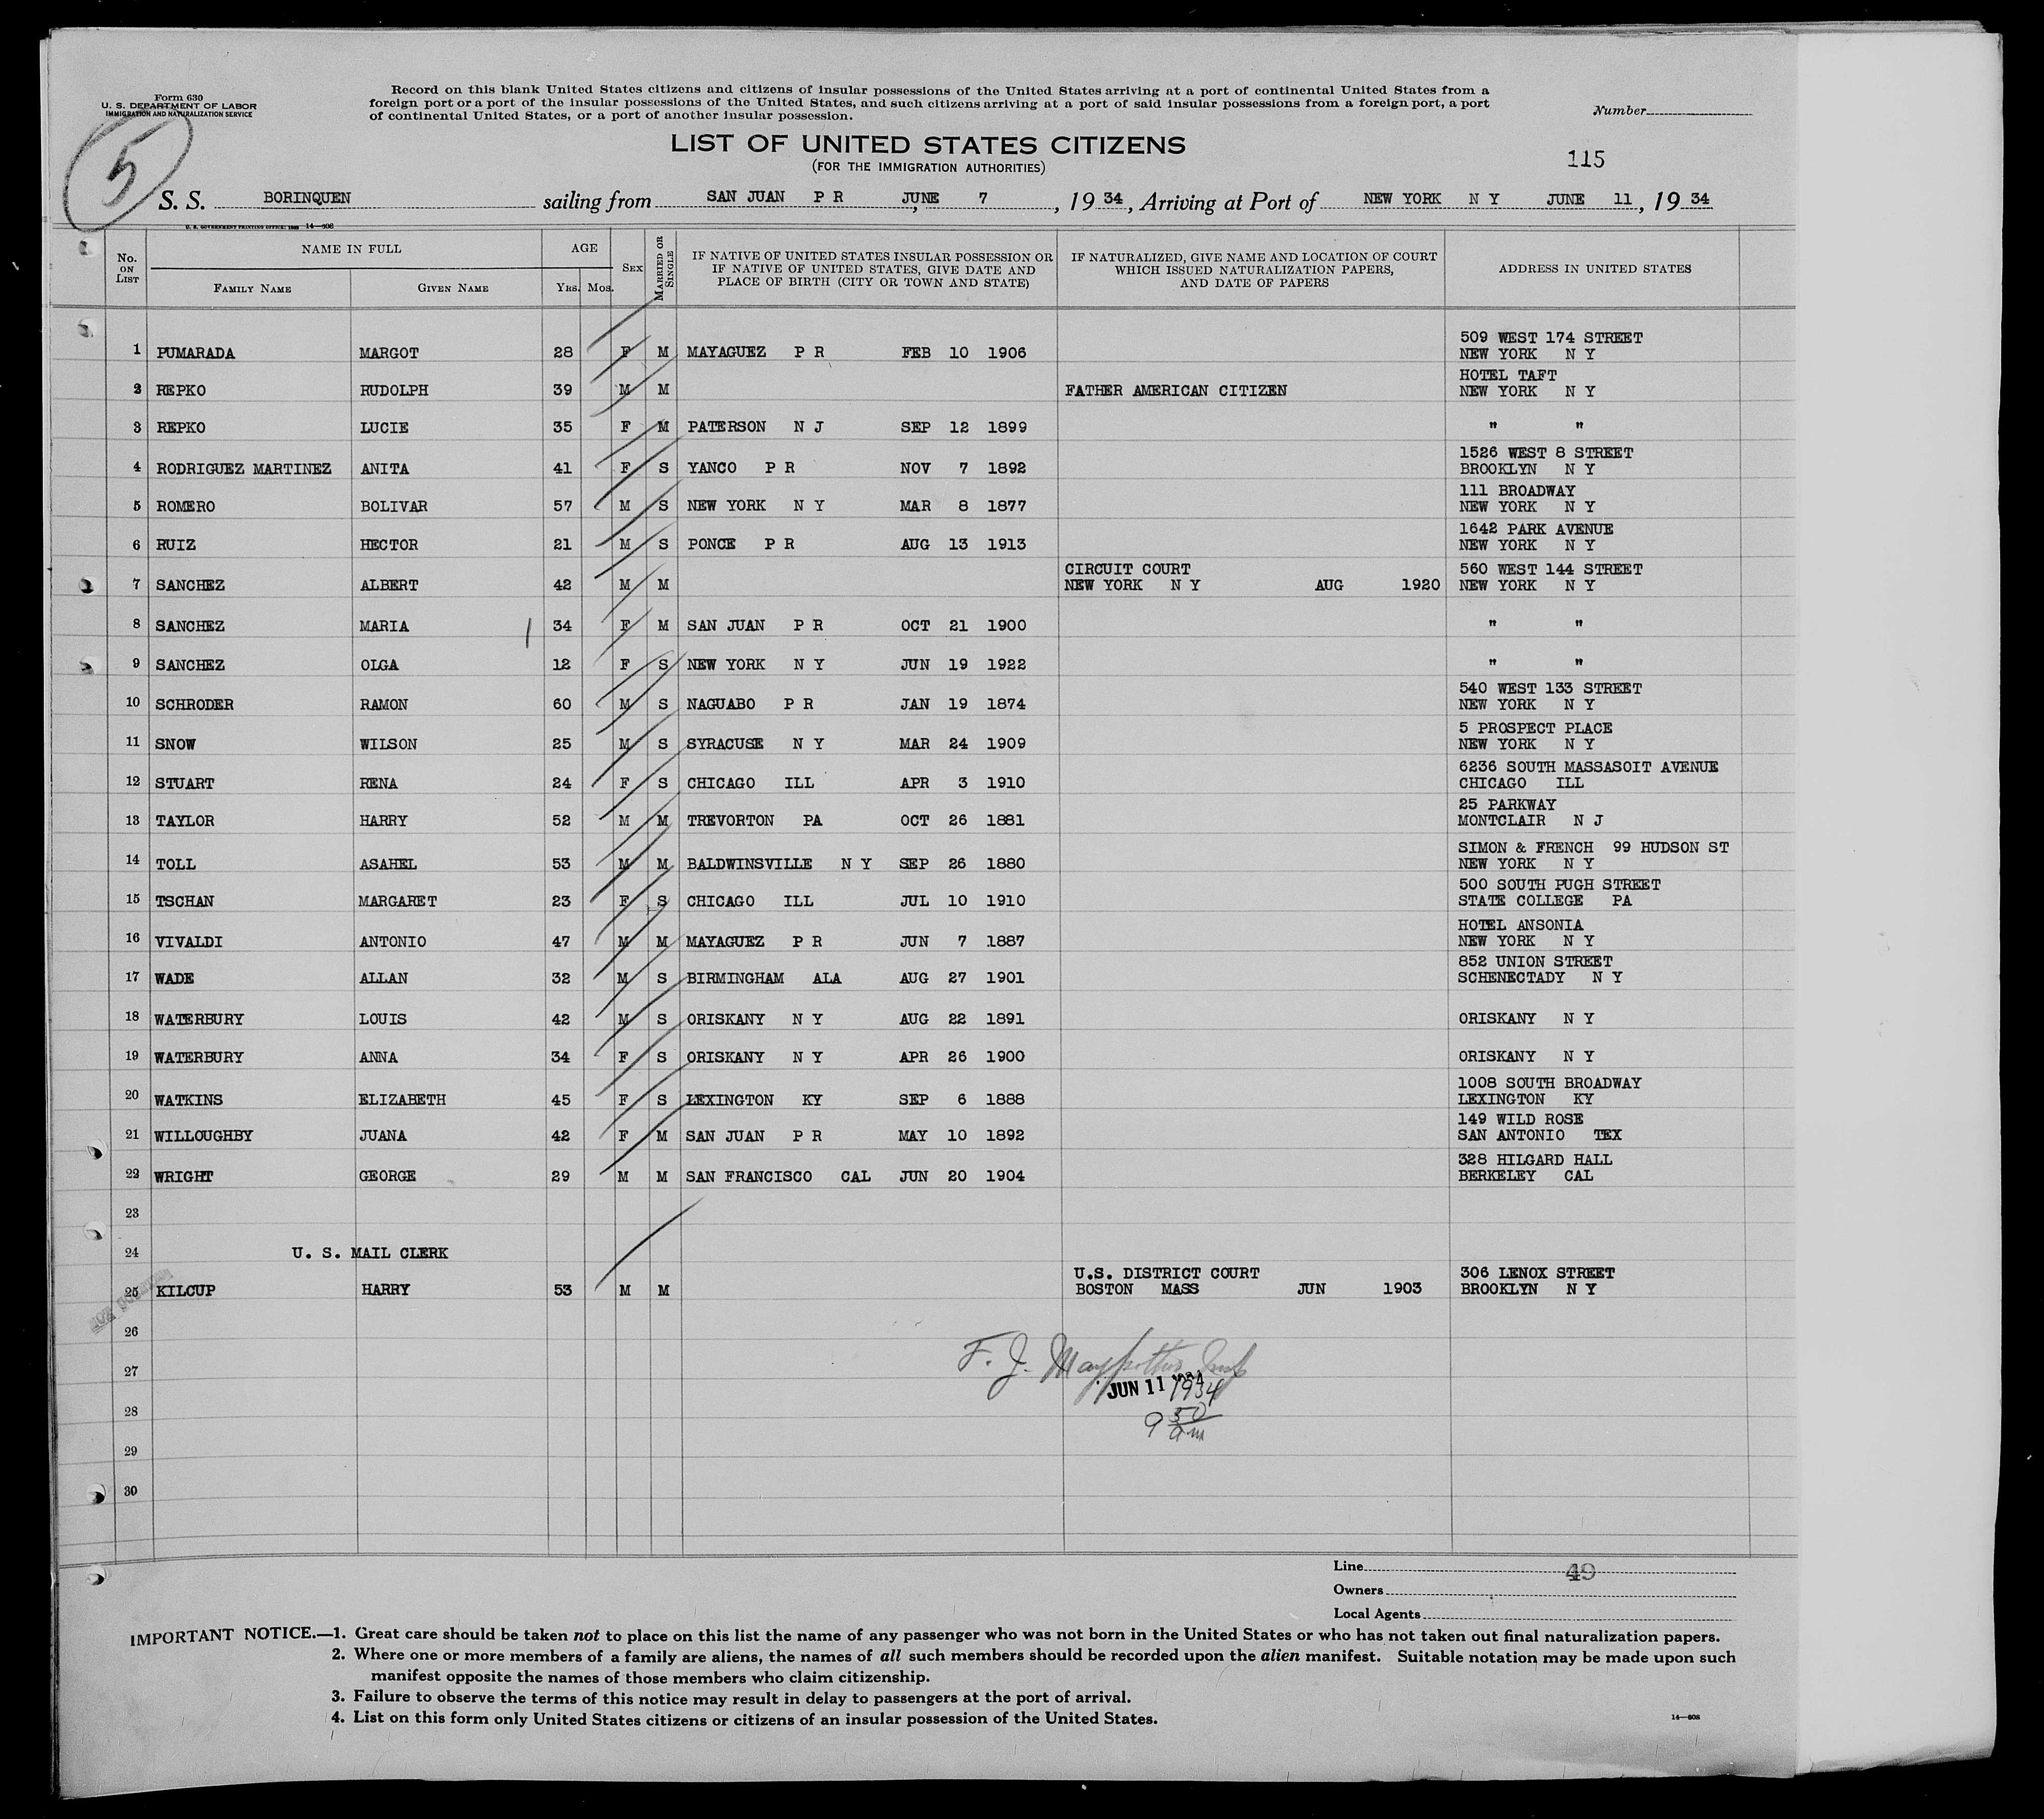 Form 630
U. S. DEPARTMENT OF LABOR
IMMIGRATION AND NATURALIZATION SERVICE
Record on this blank United States citizens and citizens of insular possessions of the United States arriving at a port of continental United States from a
foreign port or a port of the insular possessions of the United States, and such citizens arriving at a port of said insular possessions from a foreign port, a port
of continental United States, or a port of another insular possession.
Number
5
LIST OF UNITED STATES CITIZENS
(FOR THE IMMIGRATION AUTHORITIES)
115
S. S. BORINQUEN sailing from SAN JUAN P R JUNE 7, 1934, Arriving at Port of NEW YORK N Y JUNE 11, 1934
U. S. GOVERNMENT PRINTING OFFICE: 14—608
No. ON LIST
NAME IN FULL
FAMILY NAME GIVEN NAME
AGE
YRS. MOS.
SEX
MARRIED OR SINGLE
IF NATIVE OF UNITED STATES INSULAR POSSESSION OR
IF NATIVE OF UNITED STATES, GIVE DATE AND
PLACE OF BIRTH (CITY OR TOWN AND STATE)
IF NATURALIZED, GIVE NAME AND LOCATION OF COURT
WHICH ISSUED NATURALIZATION PAPERS,
AND DATE OF PAPERS
ADDRESS IN UNITED STATES
509 WEST 174 STREET
1 PUMARADA MARGOT 28 F M MAYAGUEZ P R FEB 10 1906 NEW YORK N Y
HOTEL TAFT
2 REPKO RUDOLPH 39 M M FATHER AMERICAN CITIZEN NEW YORK N Y
3 REPKO LUCIE 35 F M PATERSON N J SEP 12 1899 " "
1526 WEST 8 STREET
4 RODRIGUEZ MARTINEZ ANITA 41 F S YANCO P R NOV 7 1892 BROOKLYN N Y
111 BROADWAY
5 ROMERO BOLIVAR 57 M S NEW YORK N Y MAR 8 1877 NEW YORK N Y
1642 PARK AVENUE
6 RUIZ HECTOR 21 M S PONCE P R AUG 13 1913 NEW YORK N Y
CIRCUIT COURT 560 WEST 144 STREET
7 SANCHEZ ALBERT 42 M M NEW YORK N Y AUG 1920 NEW YORK N Y
8 SANCHEZ MARIA 34 F M SAN JUAN P R OCT 21 1900 " "
9 SANCHEZ OLGA 12 F S NEW YORK N Y JUN 19 1922 " "
540 WEST 133 STREET
10 SCHRODER RAMON 60 M S NAGUABO P R JAN 19 1874 NEW YORK N Y
5 PROSPECT PLACE
11 SNOW WILSON 25 M S SYRACUSE N Y MAR 24 1909 NEW YORK N Y
6236 SOUTH MASSASOIT AVENUE
12 STUART RENA 24 F S CHICAGO ILL APR 3 1910 CHICAGO ILL
25 PARKWAY
13 TAYLOR HARRY 52 M M TREVORTON PA OCT 26 1881 MONTCLAIR N J
SIMON & FRENCH 99 HUDSON ST
14 TOLL ASAHEL 53 M M BALDWINSVILLE N Y SEP 26 1880 NEW YORK N Y
500 SOUTH PUGH STREET
15 TSCHAN MARGARET 23 F S CHICAGO ILL JUL 10 1910 STATE COLLEGE PA
HOTEL ANSONIA
16 VIVALDI ANTONIO 47 M M MAYAGUEZ P R JUN 7 1887 NEW YORK N Y
852 UNION STREET
17 WADE ALLAN 32 M S BIRMINGHAM ALA AUG 27 1901 SCHENECTADY N Y
18 WATERBURY LOUIS 42 M S ORISKANY N Y AUG 22 1891 ORISKANY N Y
19 WATERBURY ANNA 34 F S ORISKANY N Y APR 26 1900 ORISKANY N Y
1008 SOUTH BROADWAY
20 WATKINS ELIZABETH 45 F S LEXINGTON KY SEP 6 1888 LEXINGTON KY
149 WILD ROSE
21 WILLOUGHBY JUANA 42 F M SAN JUAN P R MAY 10 1892 SAN ANTONIO TEX
328 HILGARD HALL
22 WRIGHT GEORGE 29 M M SAN FRANCISCO CAL JUN 20 1904 BERKELEY CAL
23
24 U. S. MAIL CLERK
U.S. DISTRICT COURT 306 LENOX STREET
25 KILCUP HARRY 53 M M BOSTON MASS JUN 1903 BROOKLYN N Y
26
27 F. J.
JUN 11 1934
28 9 50 am
29
30
Line 49
Owners
Local Agents
IMPORTANT NOTICE.—1. Great care should be taken not to place on this list the name of any passenger who was not born in the United States or who has not taken out final naturalization papers.
2. Where one or more members of a family are aliens, the names of all such members should be recorded upon the alien manifest. Suitable notation may be made upon such
manifest opposite the names of those members who claim citizenship.
3. Failure to observe the terms of this notice may result in delay to passengers at the port of arrival.
4. List on this form only United States citizens or citizens of an insular possession of the United States.
14—608